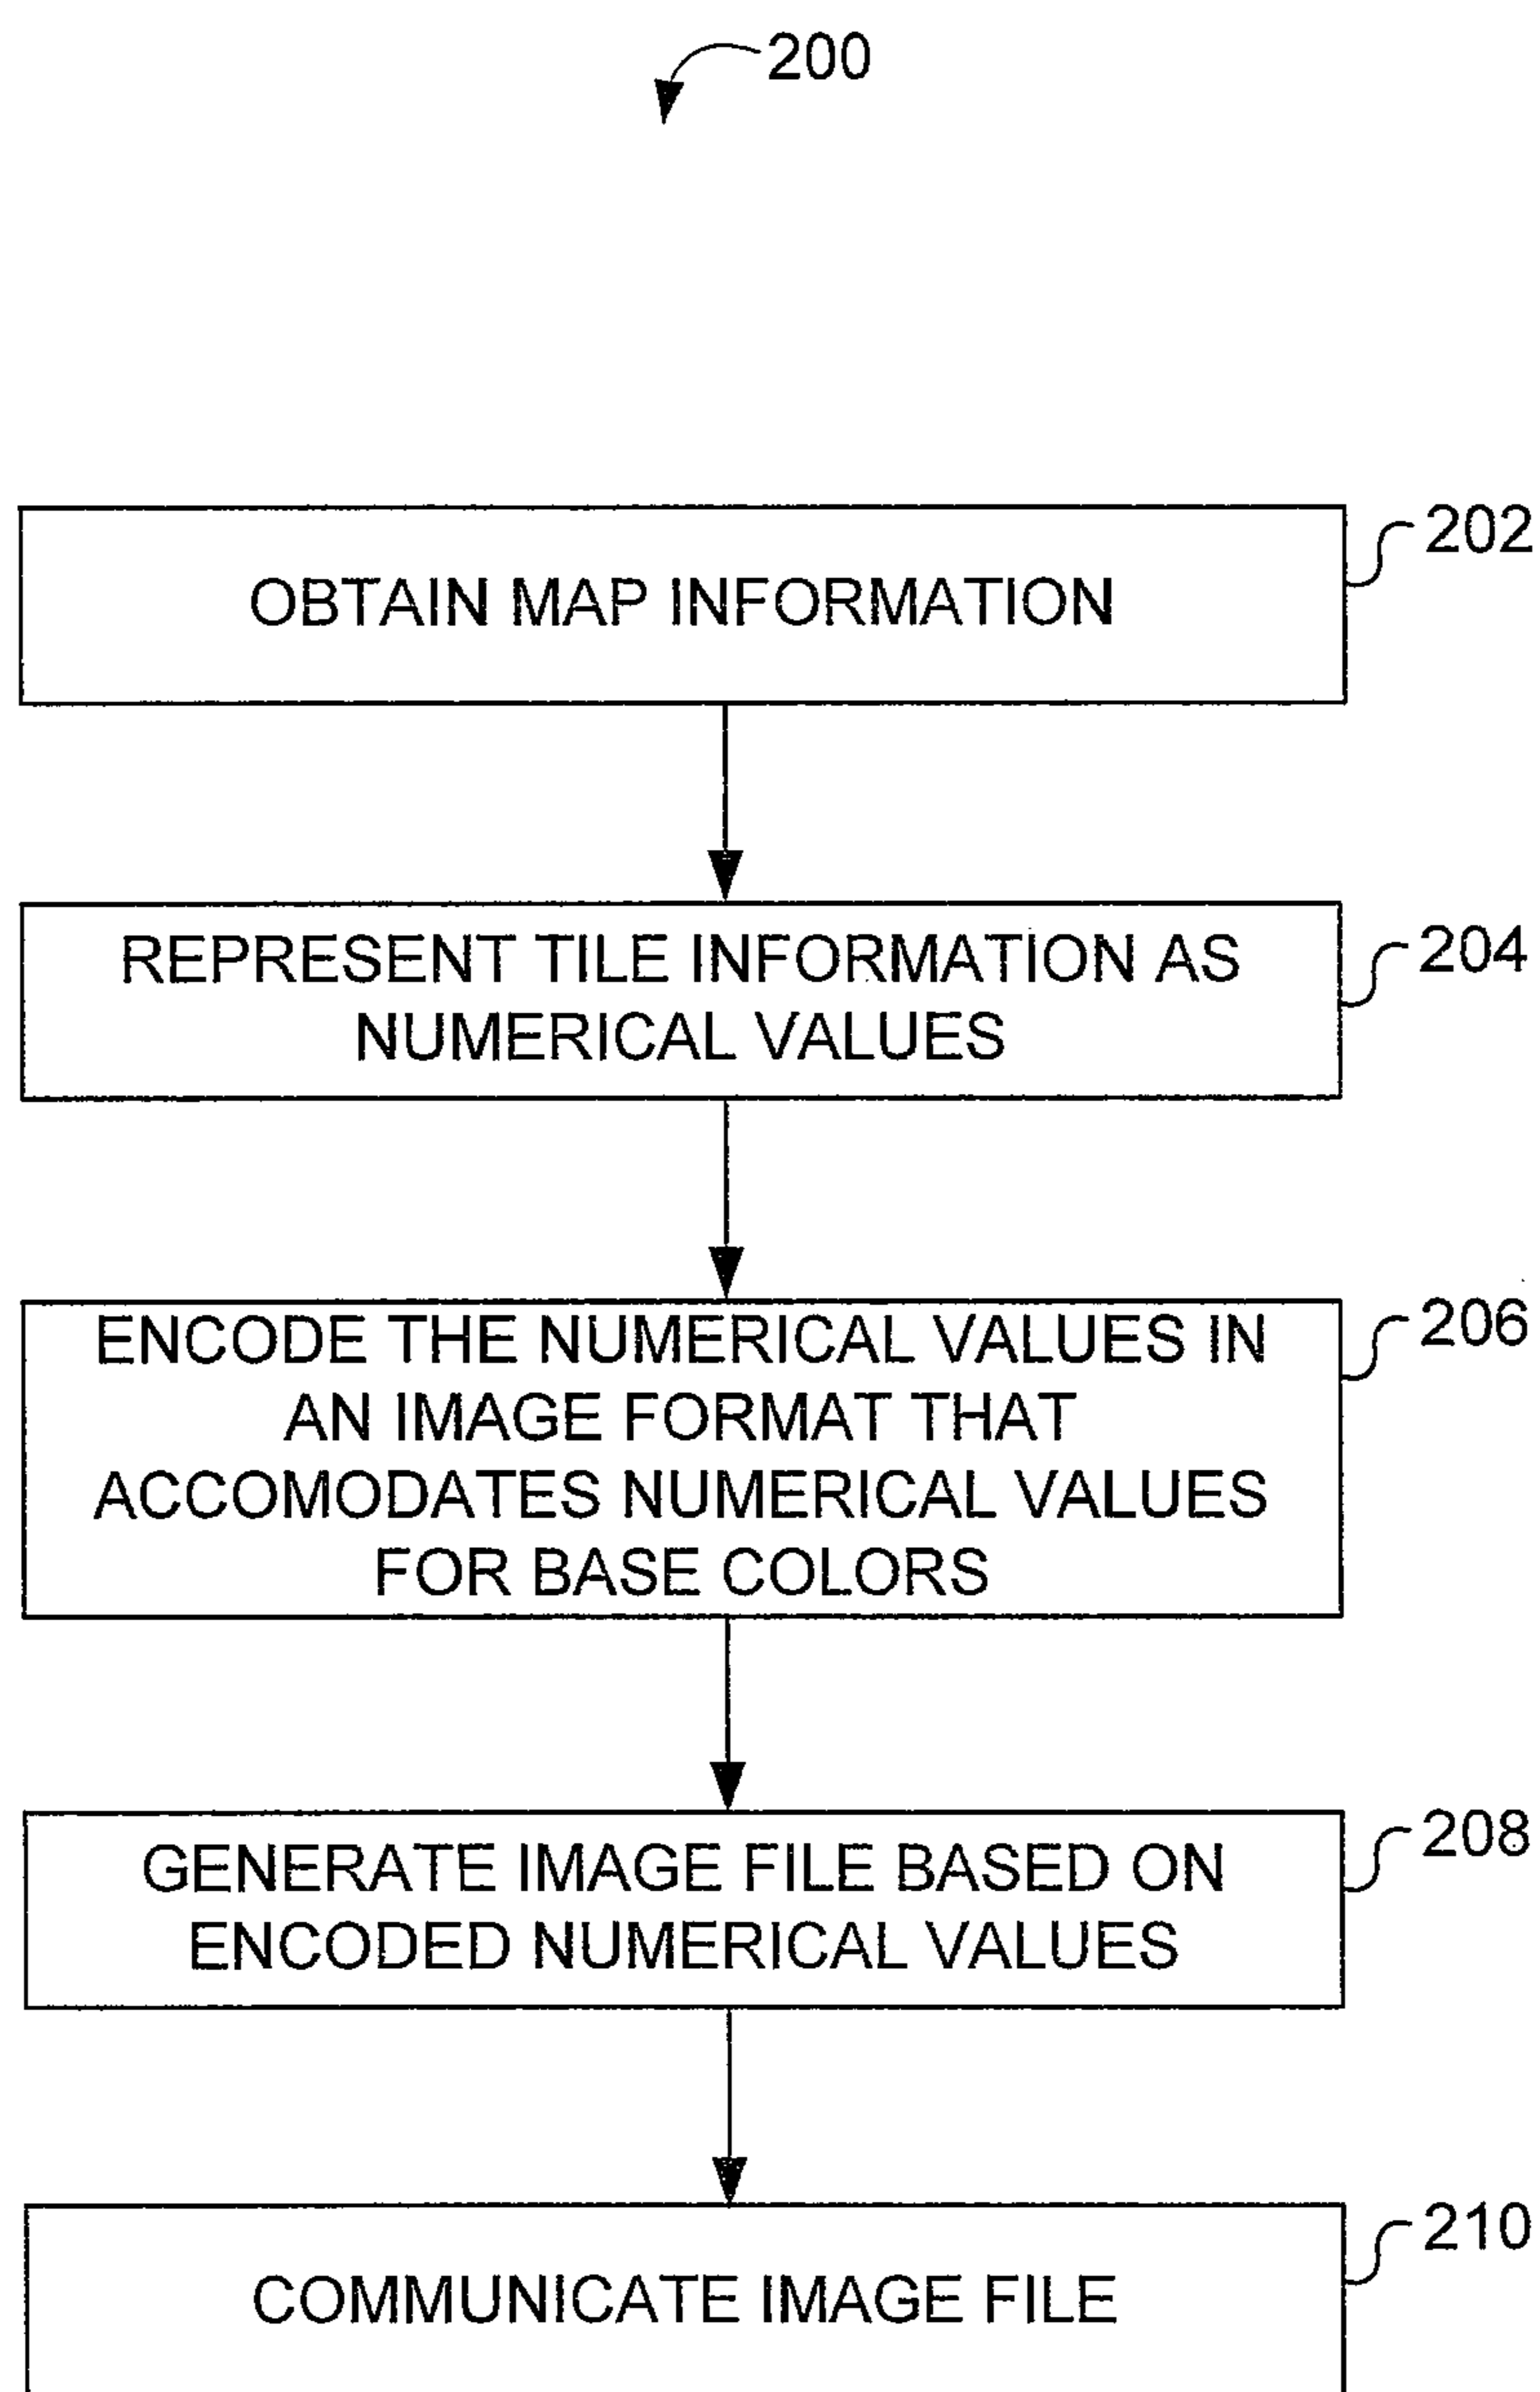 200
202
OBTAIN MAP INFORMATION
204
REPRESENT TILE INFORMATION AS
NUMERICAL VALUES
206
ENCODE THE NUMERICAL VALUES IN
AN IMAGE FORMAT THAT
ACCOMODATES NUMERICAL VALUES
FOR BASE COLORS
208
GENERATE IMAGE FILE BASED ON
ENCODED NUMERICAL VALUES
210
COMMUNICATE IMAGE FILE